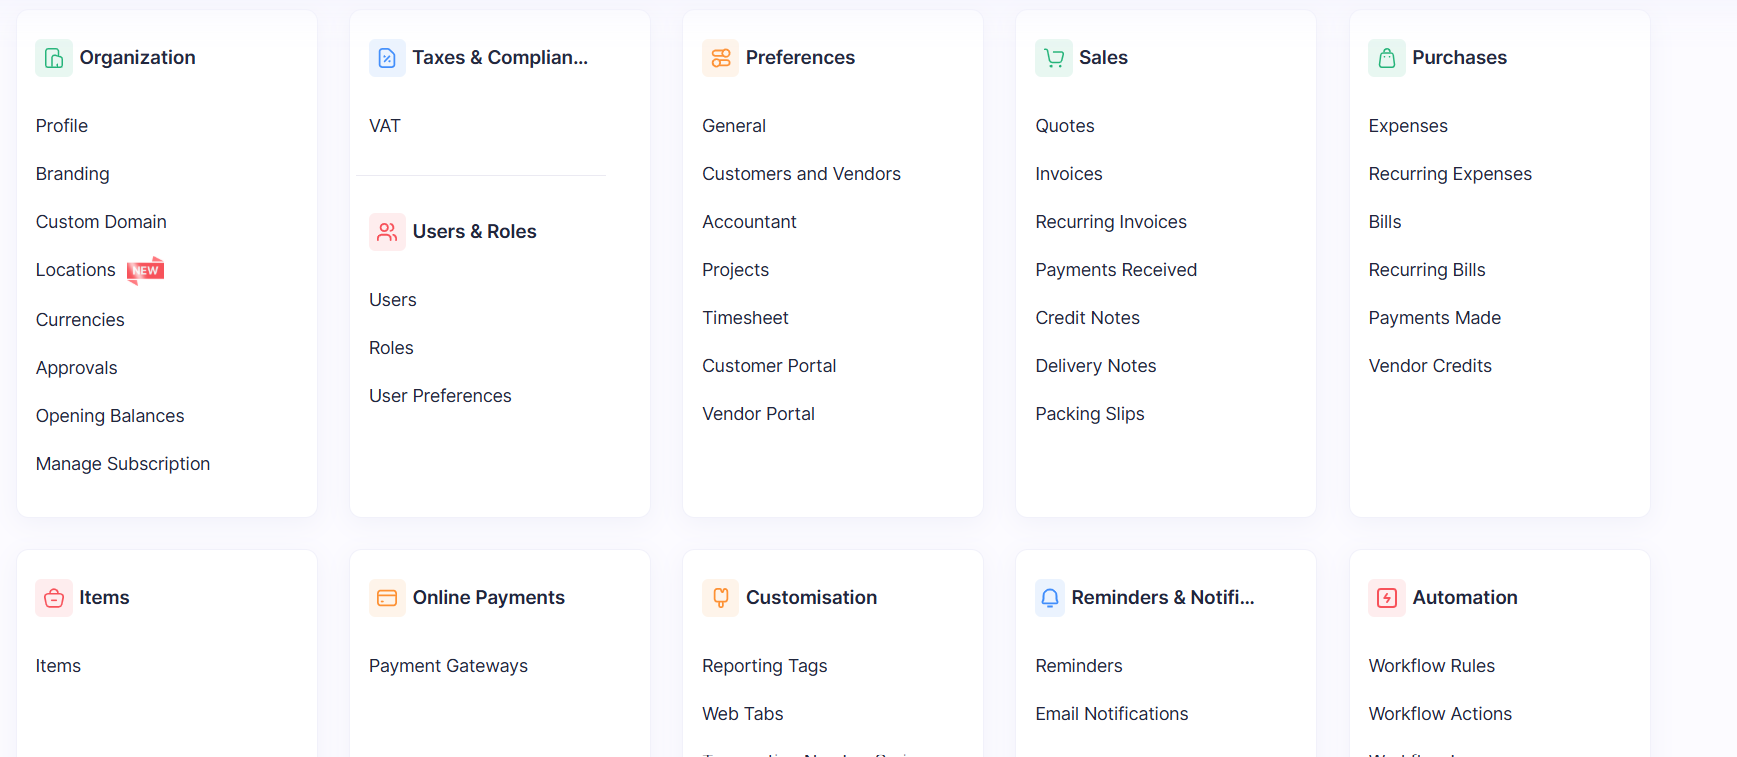 Organization
Profile
Branding
Custom Domain
Locations NEW
Currencies
Approvals
Opening Balances
Manage Subscription
Taxes & Complian...
VAT
Users & Roles
Users
Roles
User Preferences
Preferences
General
Customers and Vendors
Accountant
Projects
Timesheet
Customer Portal
Vendor Portal
Sales
Quotes
Invoices
Recurring Invoices
Payments Received
Credit Notes
Delivery Notes
Packing Slips
Purchases
Expenses
Recurring Expenses
Bills
Recurring Bills
Payments Made
Vendor Credits
Items
Items
Online Payments
Payment Gateways
Customisation
Reporting Tags
Web Tabs
Reminders & Notifi...
Reminders
Email Notifications
Automation
Workflow Rules
Workflow Actions